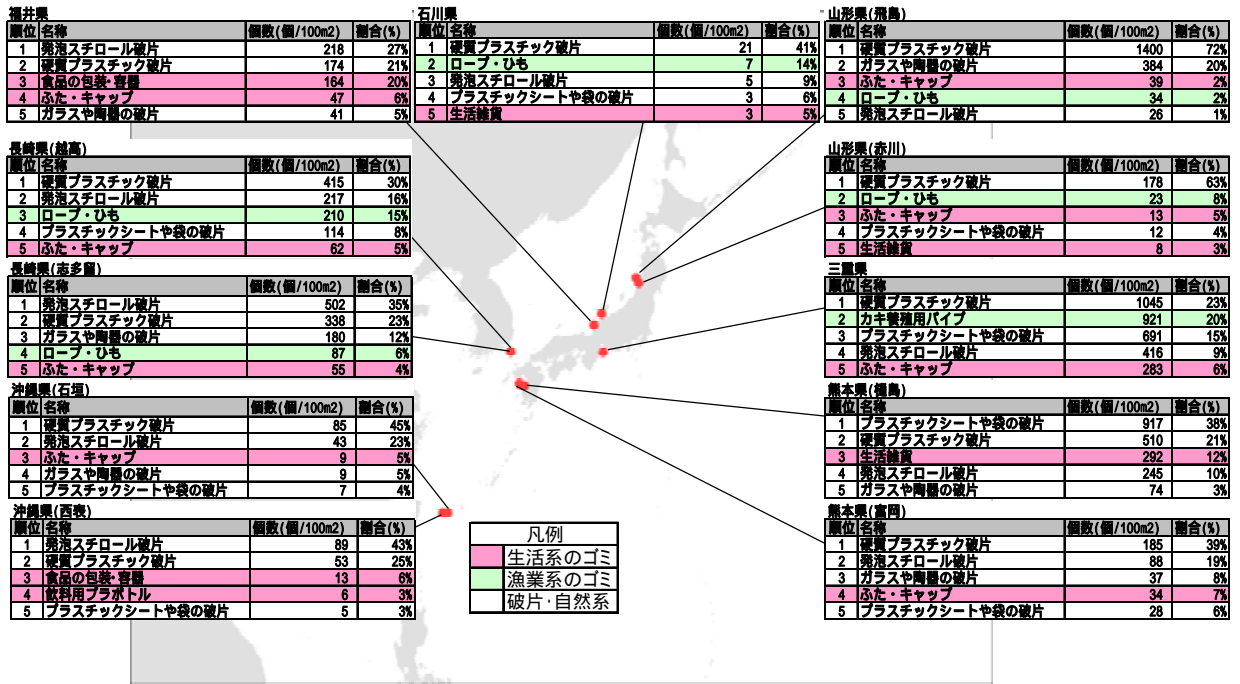 福井県
順位 名称 個数(個/100m2) 割合(%)
1 発泡スチロール破片 218 27%
2 硬質プラスチック破片 174 21%
3 食品の包装・容器 164 20%
4 ふた・キャップ 47 6%
5 ガラスや陶器の破片 41 5%
石川県
順位 名称 個数(個/100m2) 割合(%)
1 硬質プラスチック破片 21 41%
2 ロープ・ひも 7 14%
3 発泡スチロール破片 5 9%
4 プラスチックシートや袋の破片 3 6%
5 生活雑貨 3 5%
山形県(飛島)
順位 名称 個数(個/100m2) 割合(%)
1 硬質プラスチック破片 1400 72%
2 ガラスや陶器の破片 384 20%
3 ふた・キャップ 39 2%
4 ロープ・ひも 34 2%
5 発泡スチロール破片 26 1%
長崎県(越高)
順位 名称 個数(個/100m2) 割合(%)
1 硬質プラスチック破片 415 30%
2 発泡スチロール破片 217 16%
3 ロープ・ひも 210 15%
4 プラスチックシートや袋の破片 114 8%
5 ふた・キャップ 62 5%
山形県(赤川)
順位 名称 個数(個/100m2) 割合(%)
1 硬質プラスチック破片 178 63%
2 ロープ・ひも 23 8%
3 ふた・キャップ 13 5%
4 プラスチックシートや袋の破片 12 4%
5 生活雑貨 8 3%
長崎県(志多留)
順位 名称 個数(個/100m2) 割合(%)
1 発泡スチロール破片 502 35%
2 硬質プラスチック破片 338 23%
3 ガラスや陶器の破片 180 12%
4 ロープ・ひも 87 6%
5 ふた・キャップ 55 4%
三重県
順位 名称 個数(個/100m2) 割合(%)
1 硬質プラスチック破片 1045 23%
2 カキ養殖用パイプ 921 20%
3 プラスチックシートや袋の破片 691 15%
4 発泡スチロール破片 416 9%
5 ふた・キャップ 283 6%
沖縄県(石垣)
順位 名称 個数(個/100m2) 割合(%)
1 硬質プラスチック破片 85 45%
2 発泡スチロール破片 43 23%
3 ふた・キャップ 9 5%
4 ガラスや陶器の破片 9 5%
5 プラスチックシートや袋の破片 7 4%
熊本県(樋島)
順位 名称 個数(個/100m2) 割合(%)
1 プラスチックシートや袋の破片 917 38%
2 硬質プラスチック破片 510 21%
3 生活雑貨 292 12%
4 発泡スチロール破片 245 10%
5 ガラスや陶器の破片 74 3%
沖縄県(西表)
順位 名称 個数(個/100m2) 割合(%)
1 発泡スチロール破片 89 43%
2 硬質プラスチック破片 53 25%
3 食品の包装・容器 13 6%
4 飲料用プラボトル 6 3%
5 プラスチックシートや袋の破片 5 3%
熊本県(富岡)
順位 名称 個数(個/100m2) 割合(%)
1 硬質プラスチック破片 185 39%
2 発泡スチロール破片 88 19%
3 ガラスや陶器の破片 37 8%
4 ふた・キャップ 34 7%
5 プラスチックシートや袋の破片 28 6%
凡例
生活系のゴミ
漁業系のゴミ
破片・自然系